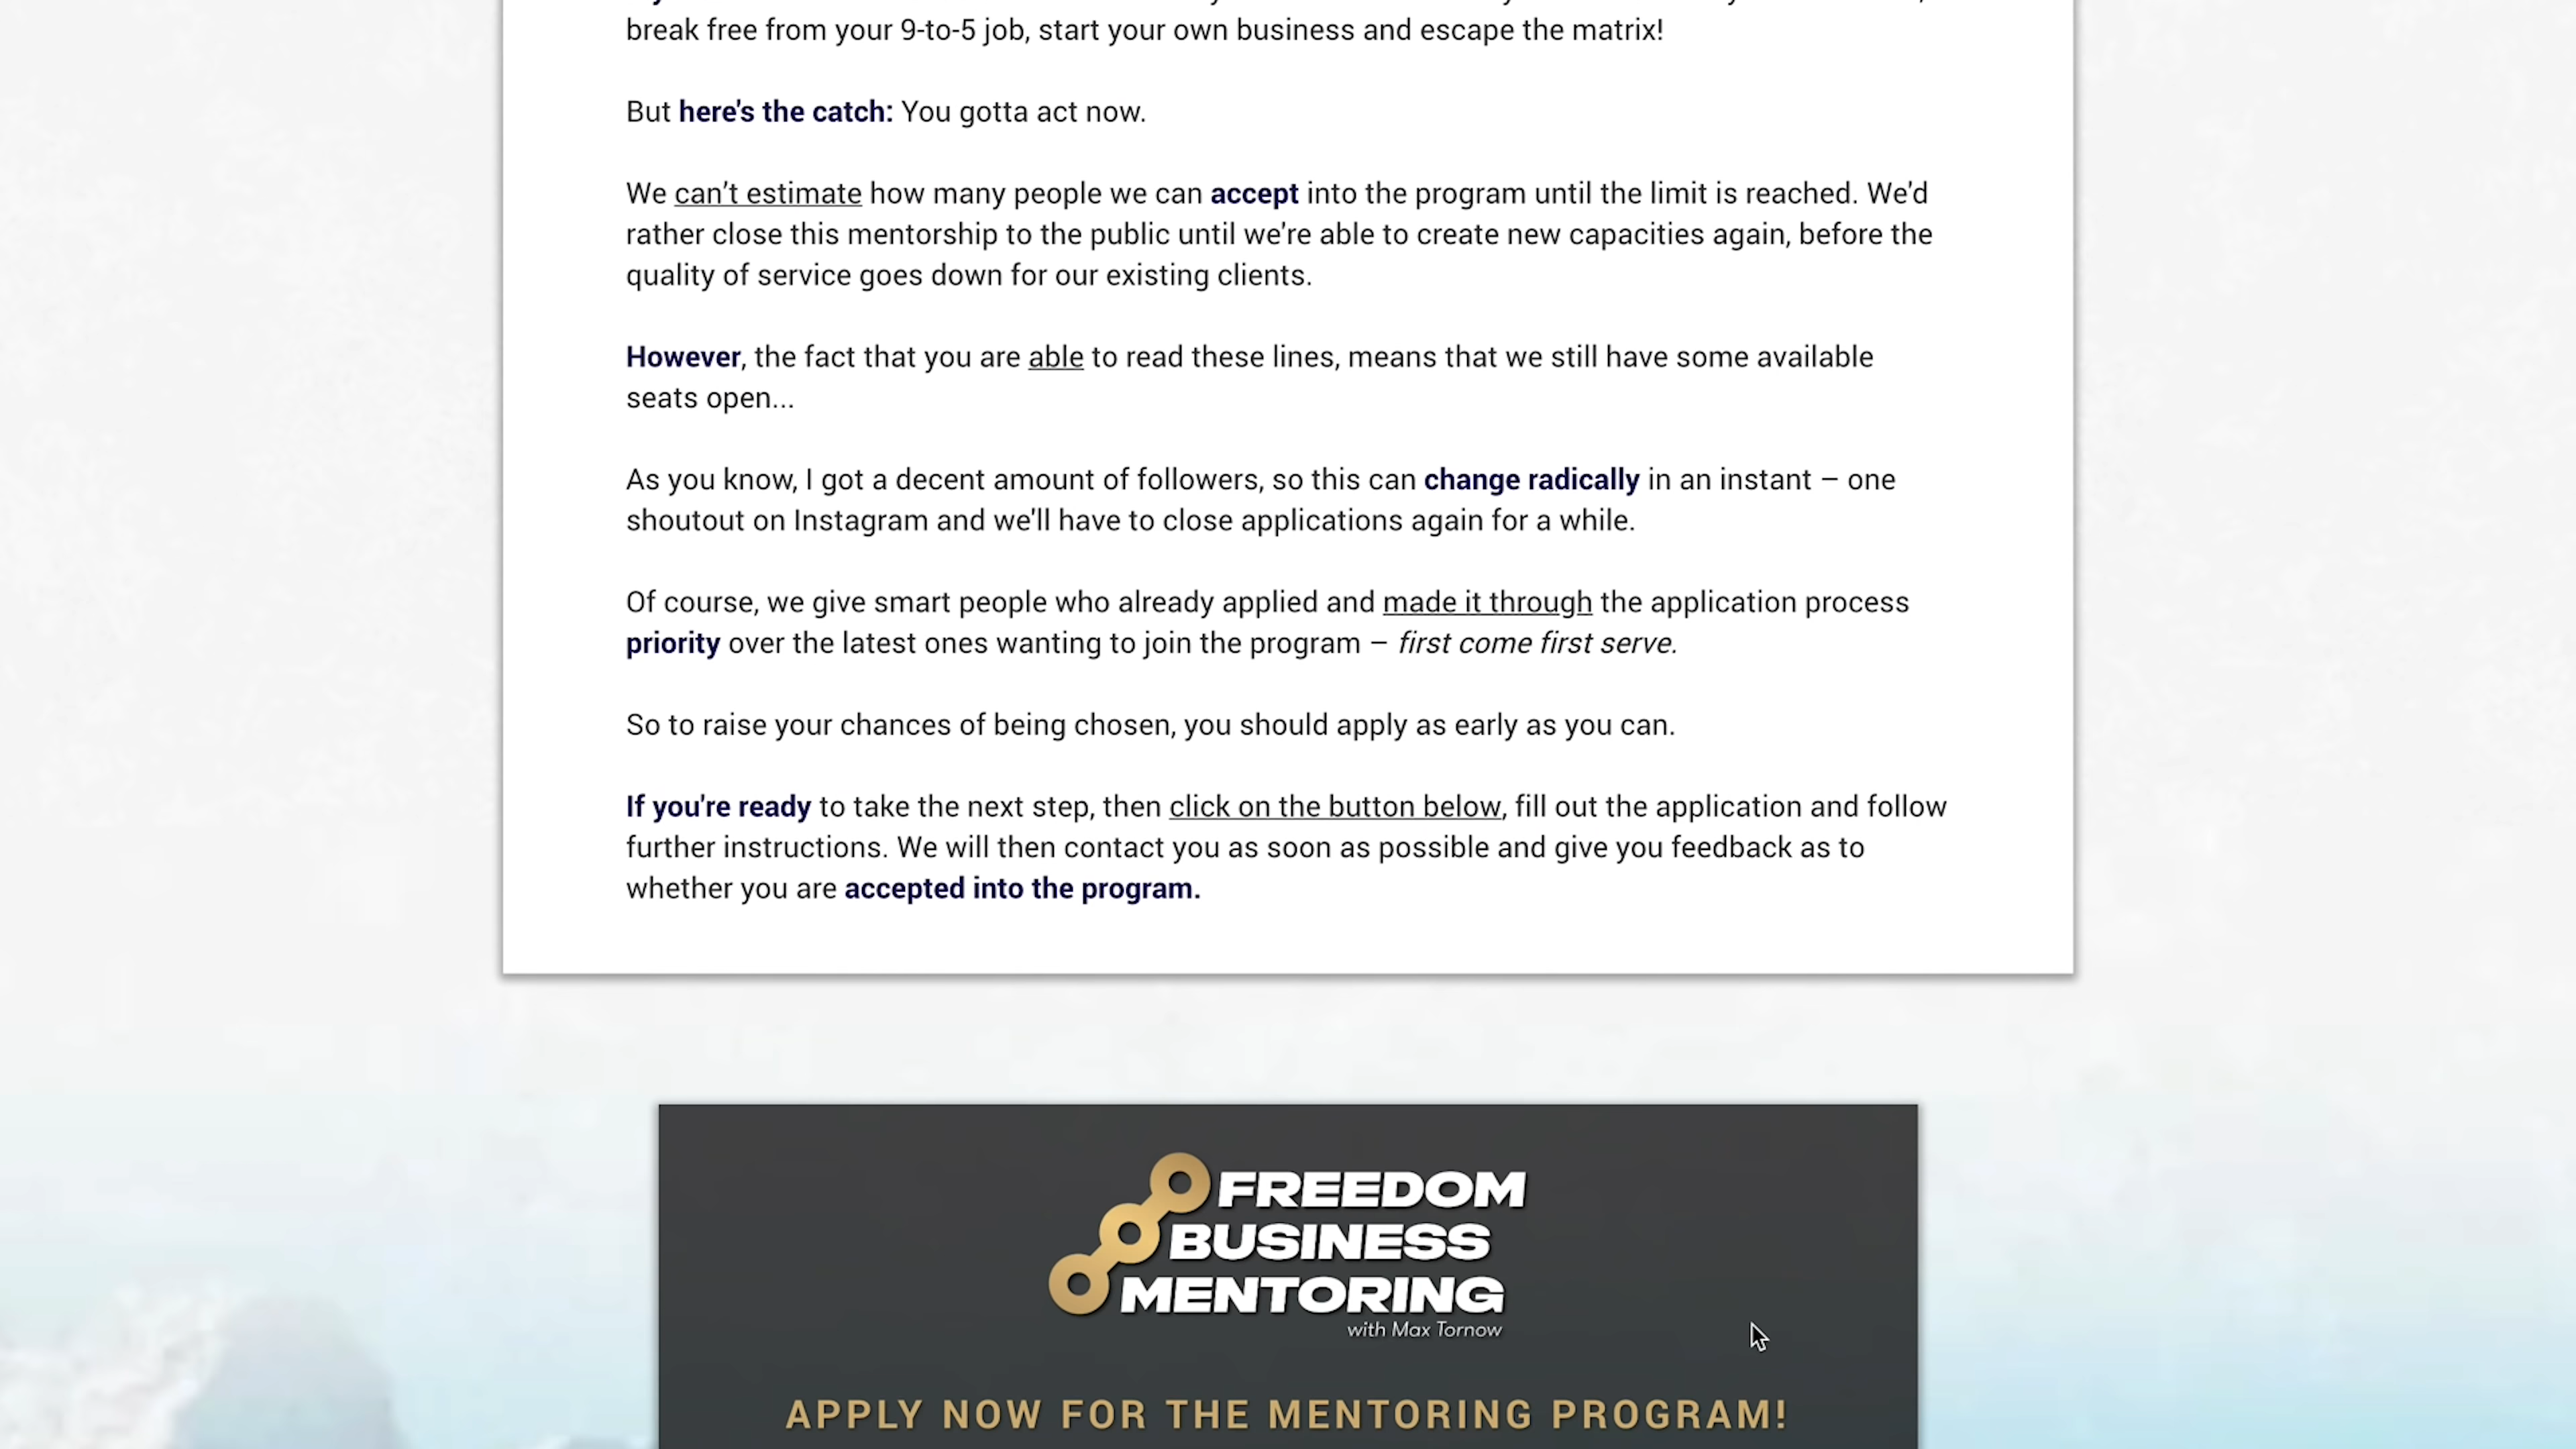 break free from your 9-to-5 job, start your own business and escape the matrix!
But here's the catch: You gotta act now.
We can't estimate how many people we can accept into the program until the limit is reached. We'd
rather close this mentorship to the public until we're able to create new capacities again, before the
quality of service goes down for our existing clients.
However, the fact that you are able to read these lines, means that we still have some available
seats open...
As you know, I got a decent amount of followers, so this can change radically in an instant – one
shoutout on Instagram and we'll have to close applications again for a while.
Of course, we give smart people who already applied and made it through the application process
priority over the latest ones wanting to join the program – first come first serve.
So to raise your chances of being chosen, you should apply as early as you can.
If you're ready to take the next step, then click on the button below, fill out the application and follow
further instructions. We will then contact you as soon as possible and give you feedback as to
whether you are accepted into the program.
FREEDOM
BUSINESS
MENTORING
with Max Tornow
APPLY NOW FOR THE MENTORING PROGRAM!